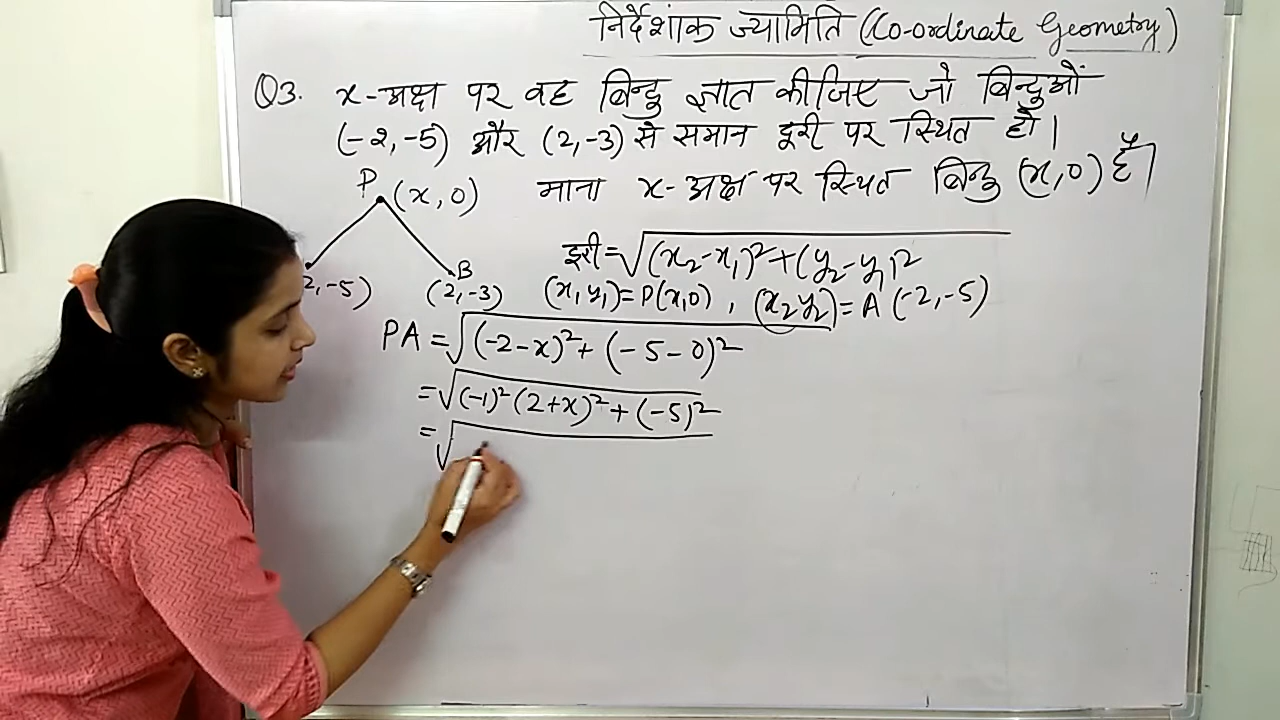 निर्देशांक ज्यामिति (Co-ordinate Geometry)
Q3. x-अक्ष पर वह बिन्दु ज्ञात कीजिए जो बिन्दुओं
(-2,-5) और (2,-3) से समान दूरी पर स्थित हो।
P (x, 0) माना x-अक्ष पर स्थित बिन्दु (x,0) है।
दूरी = √(x₂-x₁)²+(y₂-y₁)²
2,-5) B (2,-3) (x₁ y₁)=P(x,0), (x₂ y₂)= A (-2,-5)
PA = √(-2-x)²+(-5-0)²
= √(-1)²(2+x)²+(-5)²
= √